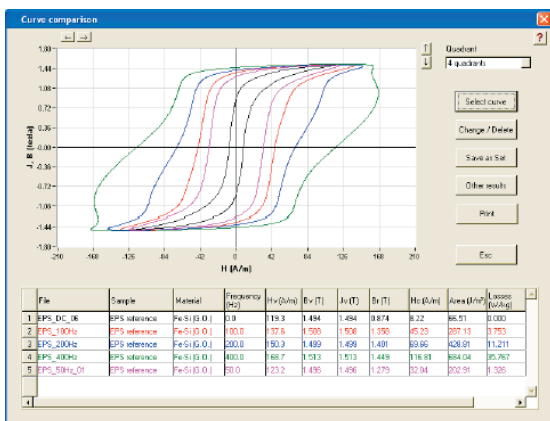 Curve comparison
?
Quadrant
4 quadrants
Select curve
Change / Delete
Save as Set
Other results
Print
Esc
J, B [tesla]
1.80
1.44
1.08
0.72
0.36
-0.00
-0.36
-0.72
-1.08
-1.44
-1.80
-250 -168 -126 -84 -42 0 42 84 126 168 210
H [A/m]
File Sample Material Frequency (Hz) Hv (A/m) Bv (T) Jv (T) Br (T) Hc (A/m) Area (J/m³) Losses (W/kg)
1 EPS_DC_06 EPS reference Fe-Si (G.O.) 0.0 119.3 1.494 1.494 0.874 8.22 66.51 0.000
2 EPS_100Hz EPS reference Fe-Si (G.O.) 100.0 137.6 1.508 1.508 1.358 45.23 287.13 3.753
3 EPS_200Hz EPS reference Fe-Si (G.O.) 200.0 150.9 1.499 1.499 1.401 69.66 428.81 11.211
4 EPS_400Hz EPS reference Fe-Si (G.O.) 400.0 168.7 1.513 1.513 1.449 116.81 684.04 35.767
5 EPS_50Hz_01 EPS reference Fe-Si (G.O.) 50.0 123.2 1.496 1.496 1.279 32.04 202.91 1.326